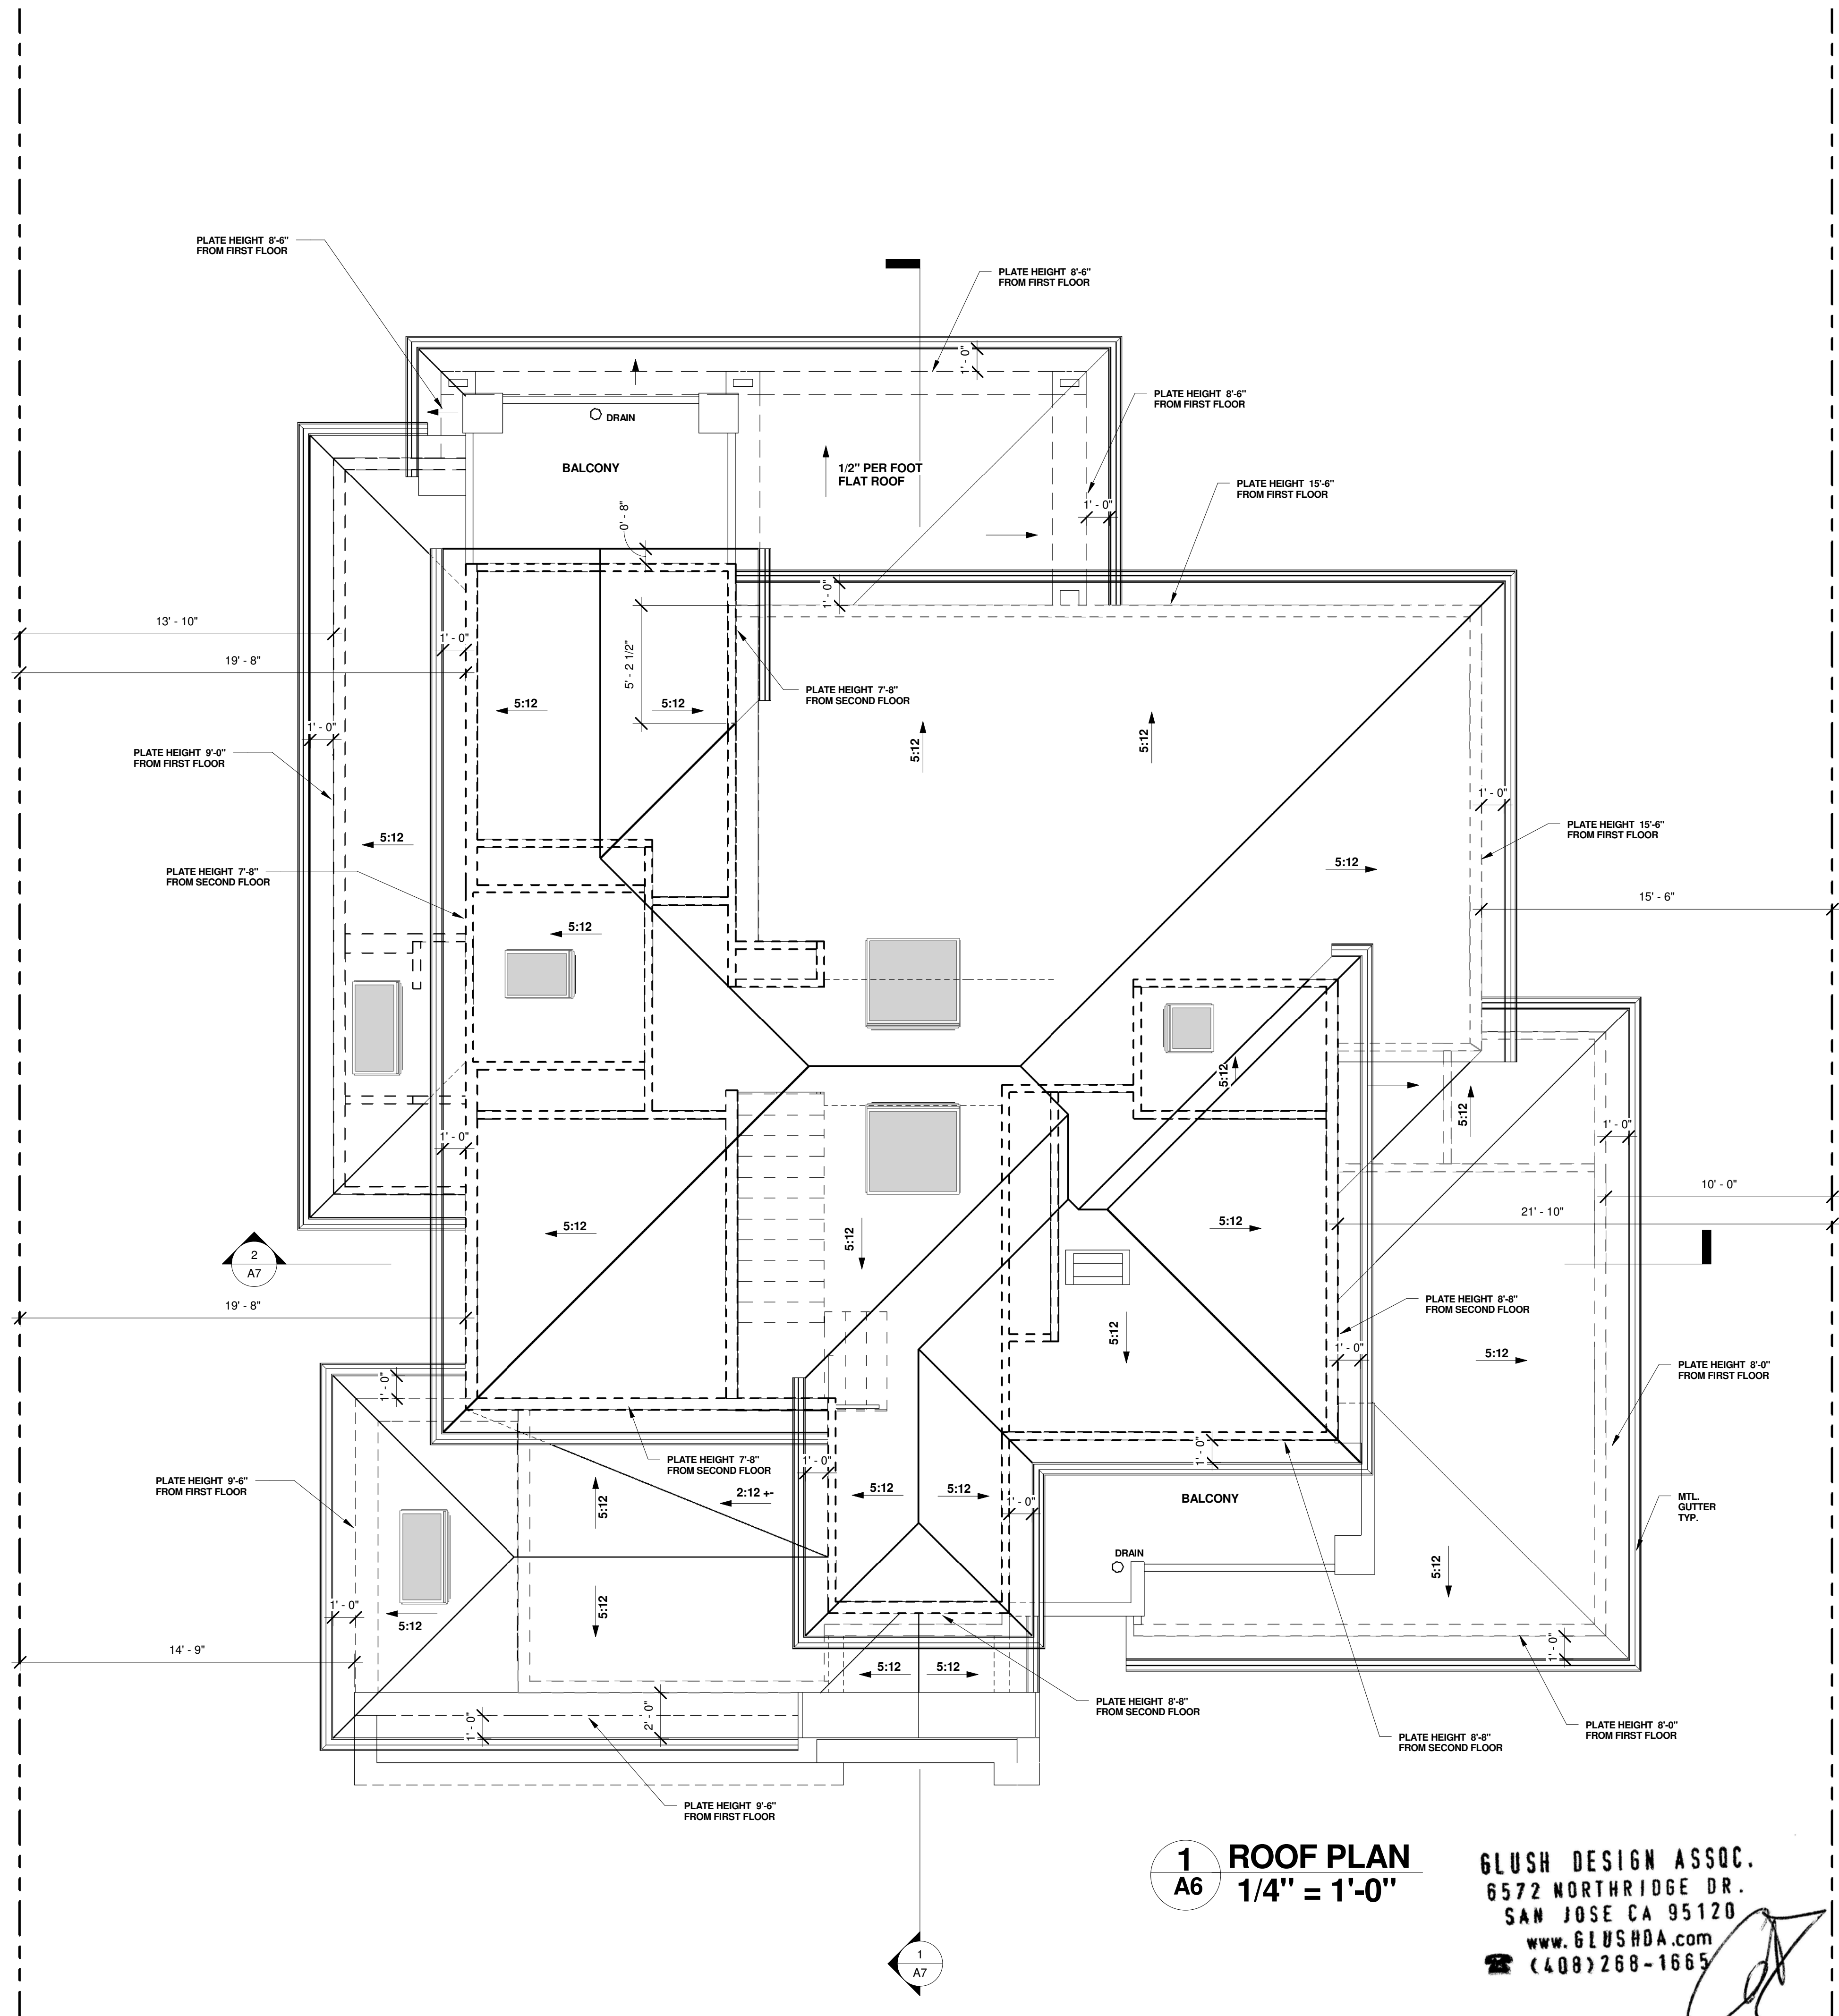 PLATE HEIGHT 8'-6"
FROM FIRST FLOOR
PLATE HEIGHT 8'-6"
FROM FIRST FLOOR
1' - 0"
PLATE HEIGHT 8'-6"
FROM FIRST FLOOR
DRAIN
BALCONY
1/2" PER FOOT
FLAT ROOF
PLATE HEIGHT 15'-6"
FROM FIRST FLOOR
1' - 0"
0' - 8"
1' - 0"
13' - 10"
1' - 0"
19' - 8"
5' - 2 1/2"
PLATE HEIGHT 7'-8"
FROM SECOND FLOOR
5:12
5:12
1' - 0"
5:12
5:12
PLATE HEIGHT 9'-0"
FROM FIRST FLOOR
1' - 0"
PLATE HEIGHT 15'-6"
FROM FIRST FLOOR
5:12
5:12
PLATE HEIGHT 7'-8"
FROM SECOND FLOOR
15' - 6"
5:12
5:12
5:12
1' - 0"
1' - 0"
10' - 0"
21' - 10"
5:12
5:12
5:12
2
A7
PLATE HEIGHT 8'-8"
FROM SECOND FLOOR
19' - 8"
5:12
1' - 0"
5:12
PLATE HEIGHT 8'-0"
FROM FIRST FLOOR
1' - 0"
1' - 0"
PLATE HEIGHT 7'-8"
FROM SECOND FLOOR
1' - 0"
PLATE HEIGHT 9'-6"
FROM FIRST FLOOR
5:12
2:12 +-
5:12
5:12
1' - 0"
BALCONY
MTL.
GUTTER
TYP.
DRAIN
5:12
1' - 0"
5:12
5:12
14' - 9"
1' - 0"
5:12
5:12
1' - 0"
2' - 0"
PLATE HEIGHT 8'-8"
FROM SECOND FLOOR
PLATE HEIGHT 8'-8"
FROM SECOND FLOOR
PLATE HEIGHT 8'-0"
FROM FIRST FLOOR
PLATE HEIGHT 9'-6"
FROM FIRST FLOOR
1
A6
ROOF PLAN
1/4" = 1'-0"
1
A7
GLUSH DESIGN ASSOC.
6572 NORTHRIDGE DR.
SAN JOSE CA 95120
www.GLUSHDA.com
☎ (408)268-1665